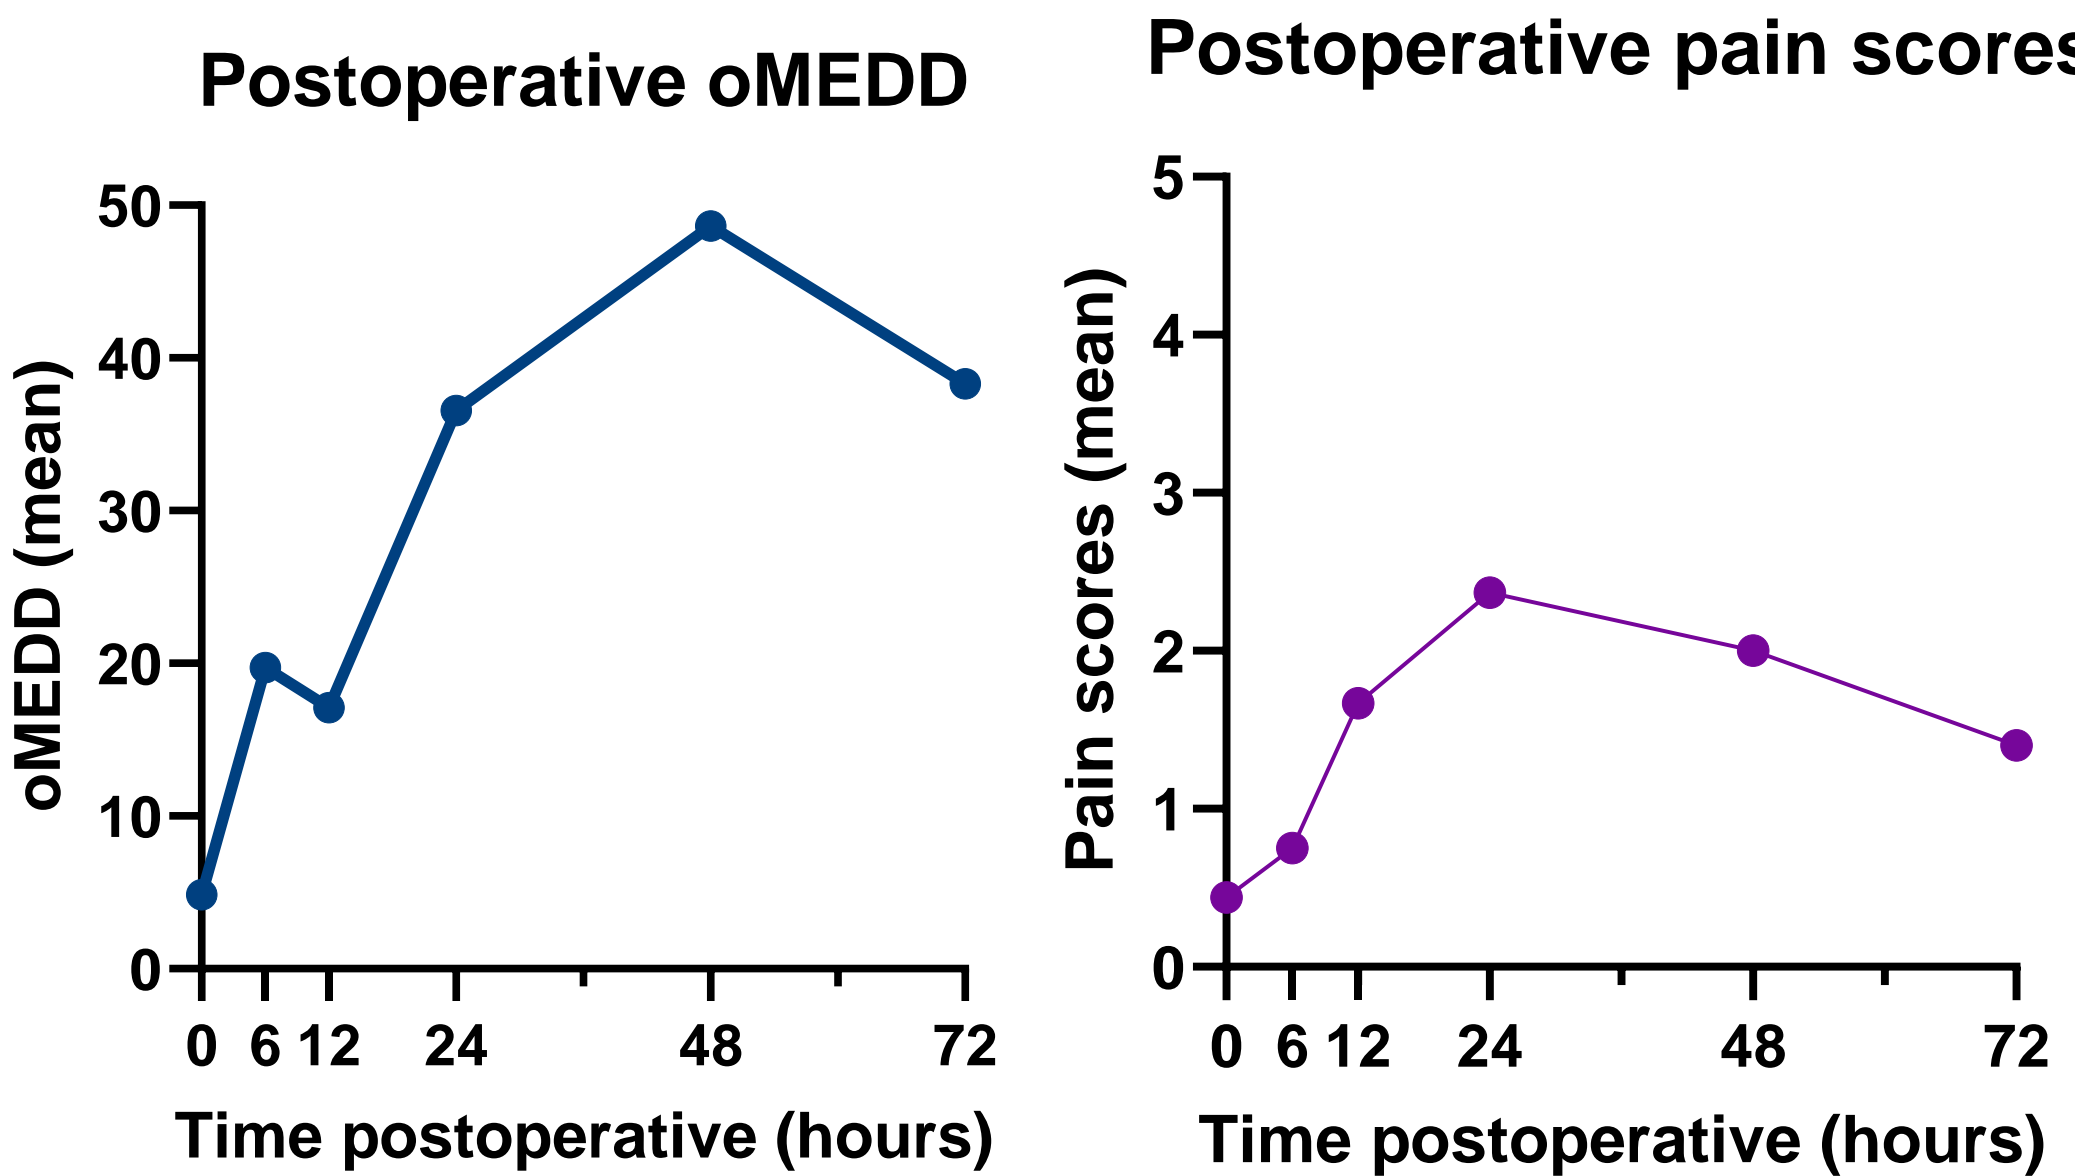 Postoperative oMEDD
50
40
30
20
10
0
oMEDD (mean)
0 6 12 24 48 72
Time postoperative (hours)
Postoperative pain scores
5
4
3
2
1
0
Pain scores (mean)
0 6 12 24 48 72
Time postoperative (hours)